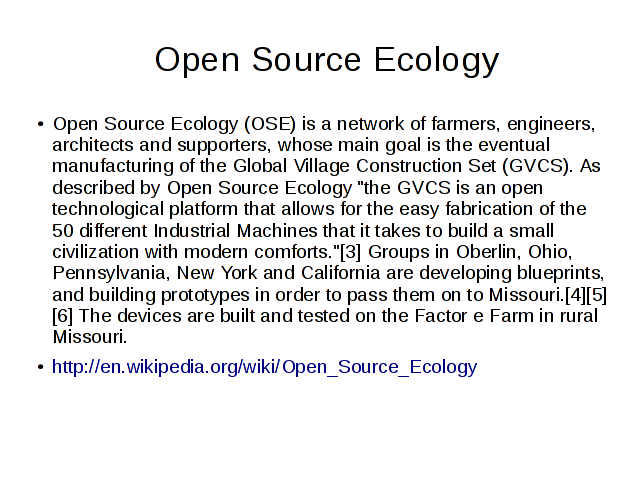 Open Source Ecology
• Open Source Ecology (OSE) is a network of farmers, engineers,
architects and supporters, whose main goal is the eventual
manufacturing of the Global Village Construction Set (GVCS). As
described by Open Source Ecology "the GVCS is an open
technological platform that allows for the easy fabrication of the
50 different Industrial Machines that it takes to build a small
civilization with modern comforts."[3] Groups in Oberlin, Ohio,
Pennsylvania, New York and California are developing blueprints,
and building prototypes in order to pass them on to Missouri.[4][5]
[6] The devices are built and tested on the Factor e Farm in rural
Missouri.
• http://en.wikipedia.org/wiki/Open_Source_Ecology